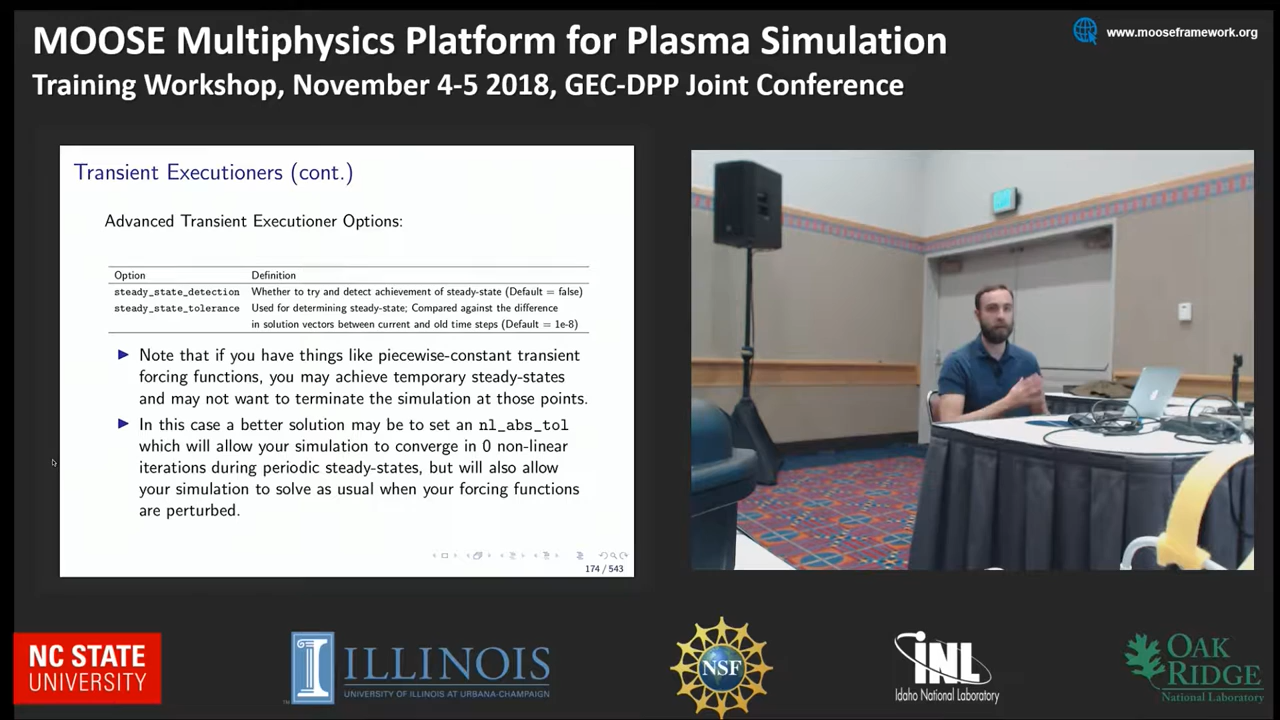 MOOSE Multiphysics Platform for Plasma Simulation
www.mooseframework.org
Training Workshop, November 4-5 2018, GEC-DPP Joint Conference
Transient Executioners (cont.)
Advanced Transient Executioner Options:
Option Definition
steady_state_detection Whether to try and detect achievement of steady-state (Default = false)
steady_state_tolerance Used for determining steady-state; Compared against the difference
in solution vectors between current and old time steps (Default = 1e-8)
Note that if you have things like piecewise-constant transient
forcing functions, you may achieve temporary steady-states
and may not want to terminate the simulation at those points.
In this case a better solution may be to set an nl_abs_tol
which will allow your simulation to converge in 0 non-linear
iterations during periodic steady-states, but will also allow
your simulation to solve as usual when your forcing functions
are perturbed.
174 / 543
NC STATE
UNIVERSITY
ILLINOIS
UNIVERSITY OF ILLINOIS AT URBANA-CHAMPAIGN
NSF
INL
Idaho National Laboratory
OAK
RIDGE
National Laboratory